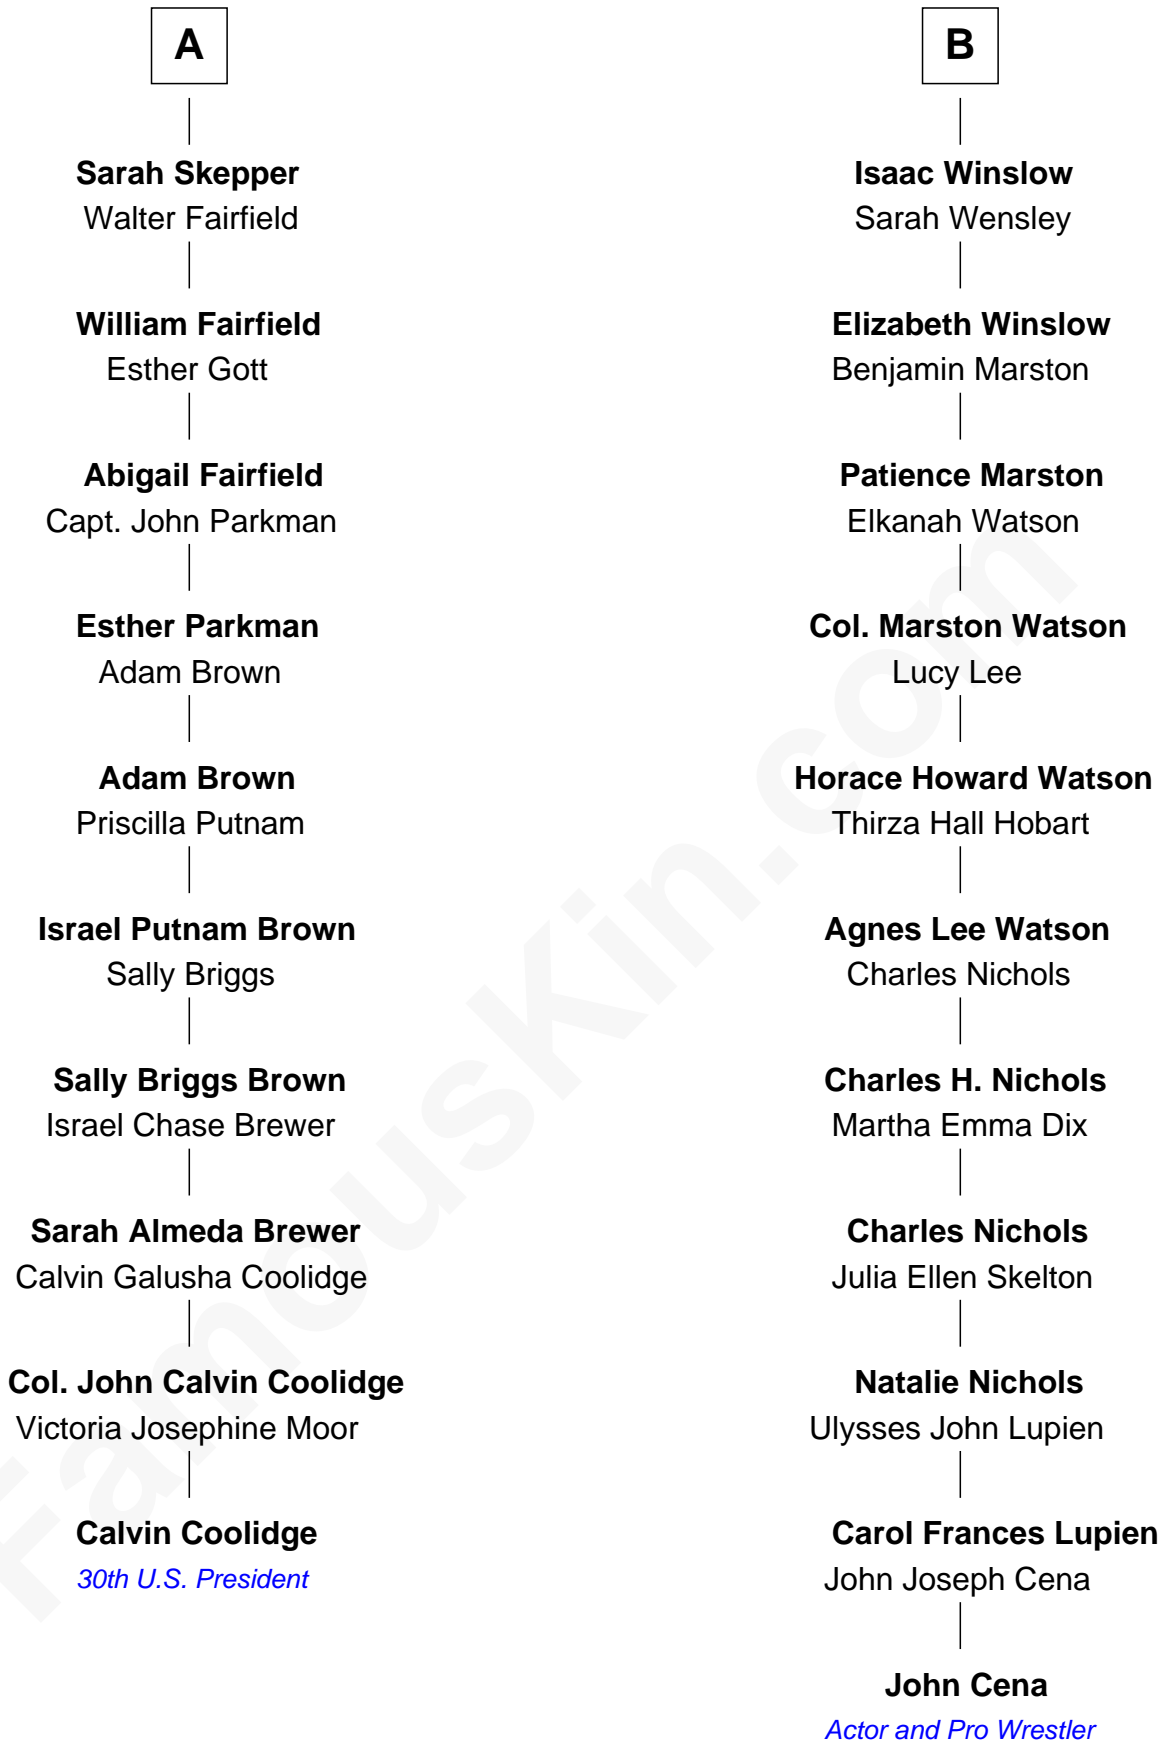 A
Sarah Skepper
Walter Fairfield
William Fairfield
Esther Gott
Abigail Fairfield
Capt. John Parkman
Esther Parkman
Adam Brown
Adam Brown
Priscilla Putnam
Israel Putnam Brown
Sally Briggs
Sally Briggs Brown
Israel Chase Brewer
Sarah Almeda Brewer
Calvin Galusha Coolidge
Col. John Calvin Coolidge
Victoria Josephine Moor
Calvin Coolidge
30th U.S. President
B
Isaac Winslow
Sarah Wensley
Elizabeth Winslow
Benjamin Marston
Patience Marston
Elkanah Watson
Col. Marston Watson
Lucy Lee
Horace Howard Watson
Thirza Hall Hobart
Agnes Lee Watson
Charles Nichols
Charles H. Nichols
Martha Emma Dix
Charles Nichols
Julia Ellen Skelton
Natalie Nichols
Ulysses John Lupien
Carol Frances Lupien
John Joseph Cena
John Cena
Actor and Pro Wrestler
FamousKin.com